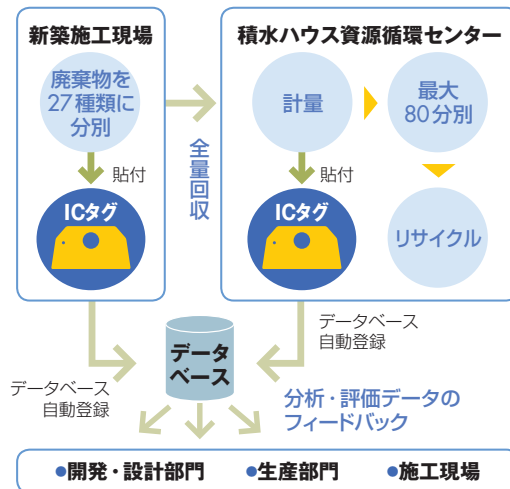 新築施工現場
廃棄物を
27種類に
分別
貼付
ICタグ
全量回収
積水ハウス資源循環センター
計量
最大
80分別
貼付
ICタグ
リサイクル
データベース
自動登録
データ
ベース
データベース
自動登録
分析・評価データの
フィードバック
●開発・設計部門 ●生産部門 ●施工現場